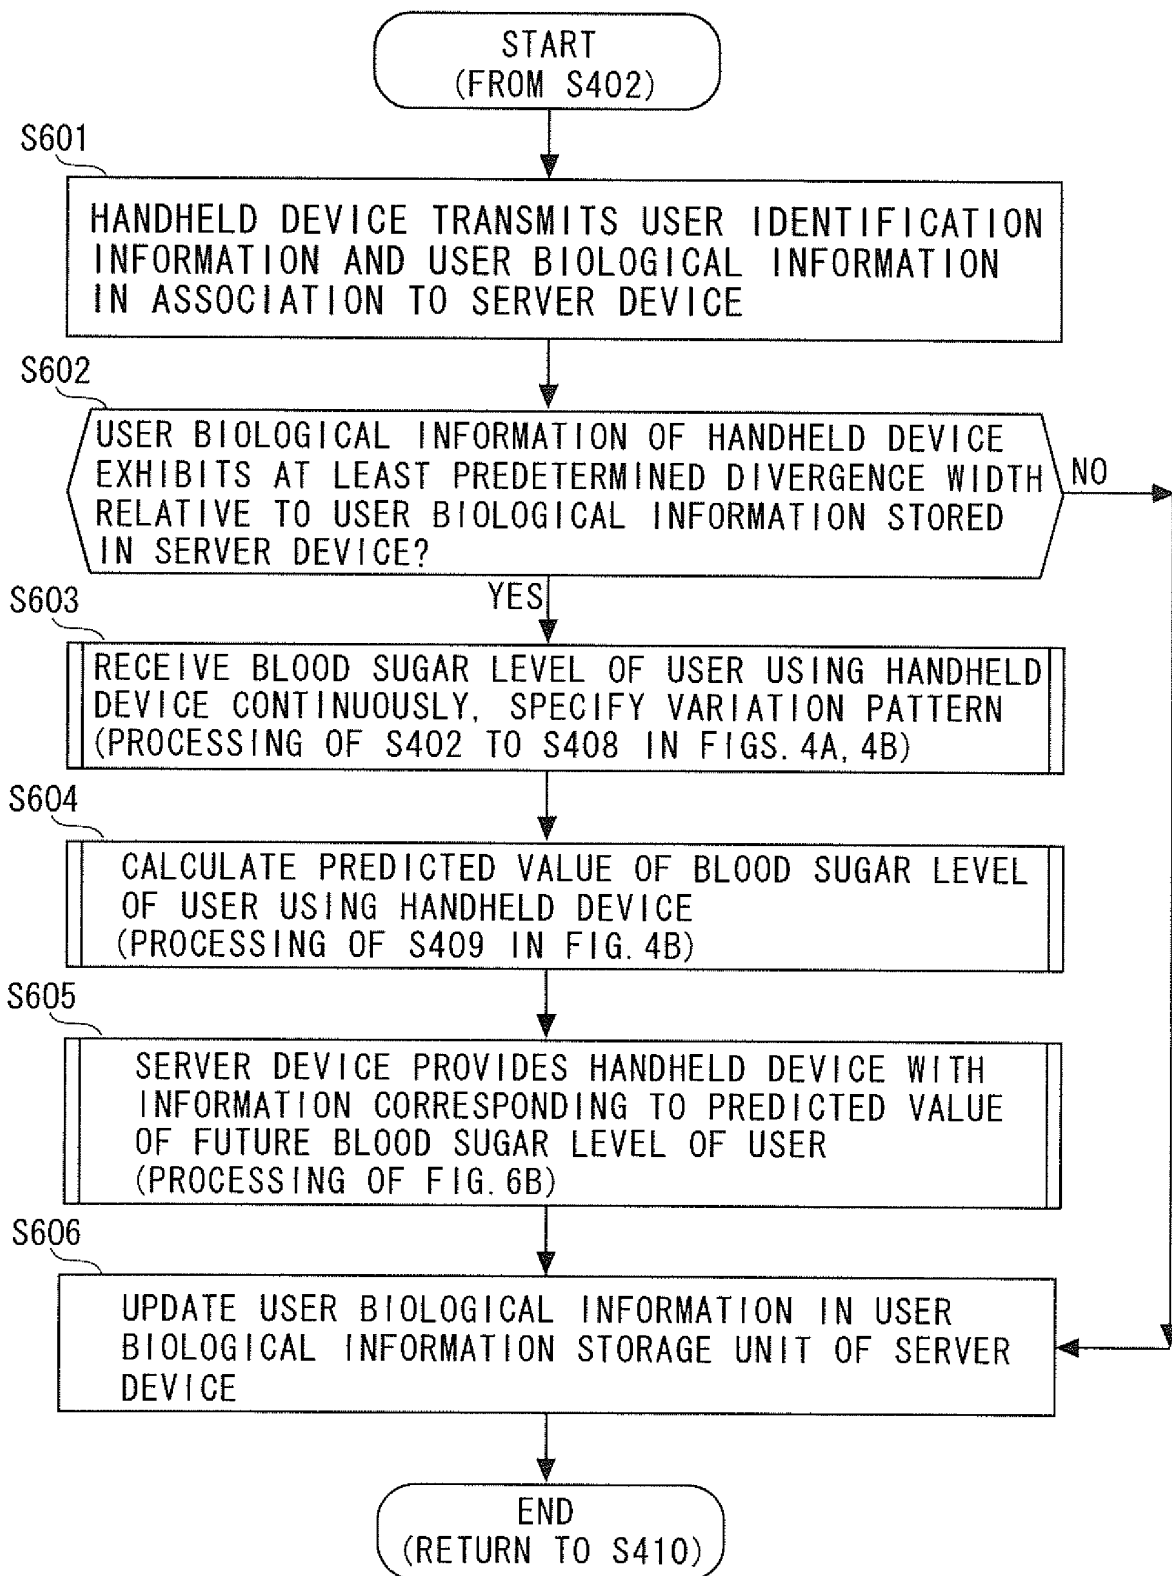 START
(FROM S402)
S601
HANDHELD DEVICE TRANSMITS USER IDENTIFICATION
INFORMATION AND USER BIOLOGICAL INFORMATION
IN ASSOCIATION TO SERVER DEVICE
S602
USER BIOLOGICAL INFORMATION OF HANDHELD DEVICE
EXHIBITS AT LEAST PREDETERMINED DIVERGENCE WIDTH
RELATIVE TO USER BIOLOGICAL INFORMATION STORED
IN SERVER DEVICE?
NO
YES
S603
RECEIVE BLOOD SUGAR LEVEL OF USER USING HANDHELD
DEVICE CONTINUOUSLY, SPECIFY VARIATION PATTERN
(PROCESSING OF S402 TO S408 IN FIGS. 4A, 4B)
S604
CALCULATE PREDICTED VALUE OF BLOOD SUGAR LEVEL
OF USER USING HANDHELD DEVICE
(PROCESSING OF S409 IN FIG. 4B)
S605
SERVER DEVICE PROVIDES HANDHELD DEVICE WITH
INFORMATION CORRESPONDING TO PREDICTED VALUE
OF FUTURE BLOOD SUGAR LEVEL OF USER
(PROCESSING OF FIG. 6B)
S606
UPDATE USER BIOLOGICAL INFORMATION IN USER
BIOLOGICAL INFORMATION STORAGE UNIT OF SERVER
DEVICE
END
(RETURN TO S410)